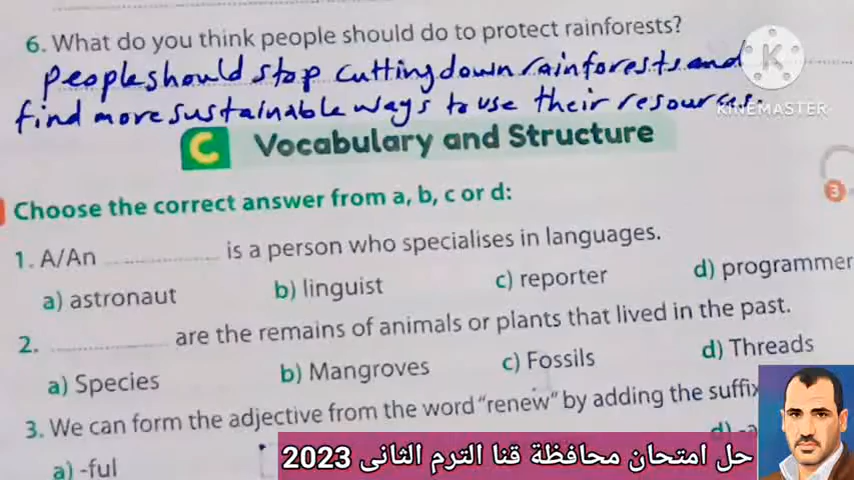 6. What do you think people should do to protect rainforests?
people should stop cutting down rainforests and
find more sustainable ways to use their resources.
KINEMASTER
C Vocabulary and Structure
3
Choose the correct answer from a, b, c or d:
1. A/An .................... is a person who specialises in languages.
a) astronaut b) linguist c) reporter d) programmer
2. .................... are the remains of animals or plants that lived in the past.
a) Species b) Mangroves c) Fossils d) Threads
3. We can form the adjective from the word "renew" by adding the suffix
a) -ful d) -a
حل امتحان محافظة قنا الترم الثانى 2023